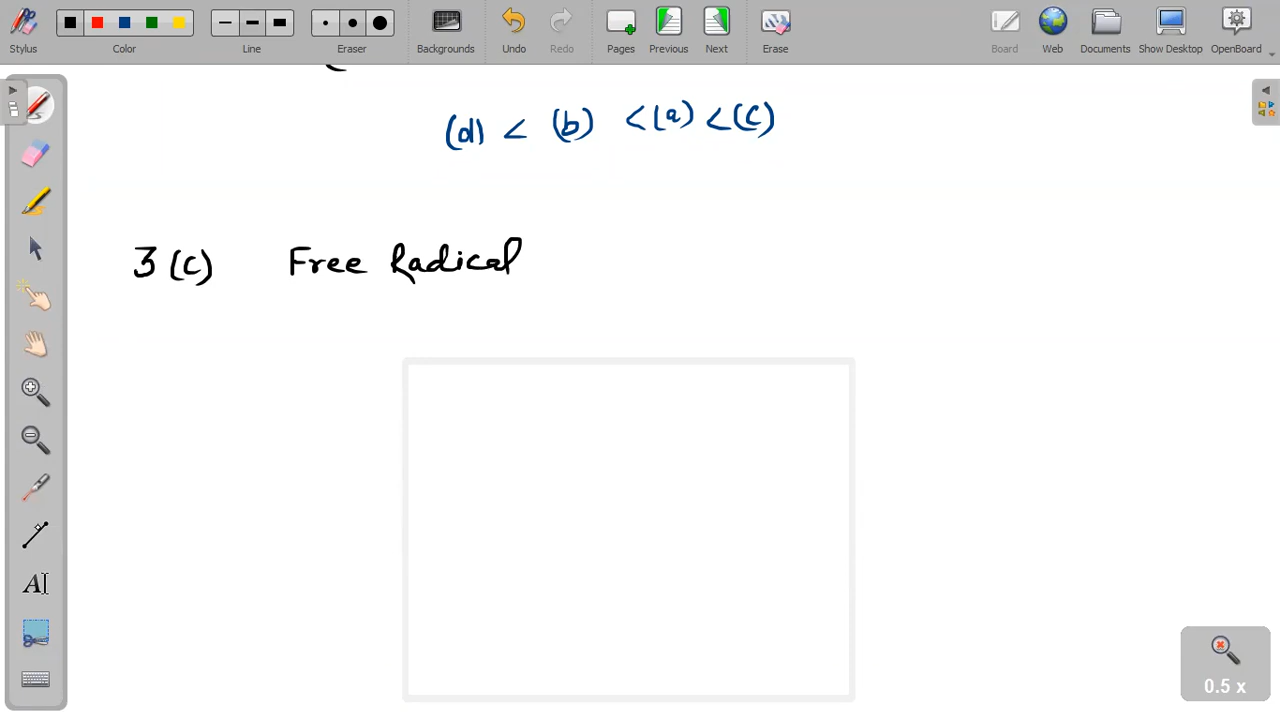 Stylus
Color
Line
Eraser
Backgrounds
Undo
Redo
Pages
Previous
Next
Erase
Board
Web
Documents
Show Desktop
OpenBoard
(d) < (b) < (a) < (c)
3 (c) Free Radical
A
0.5 x